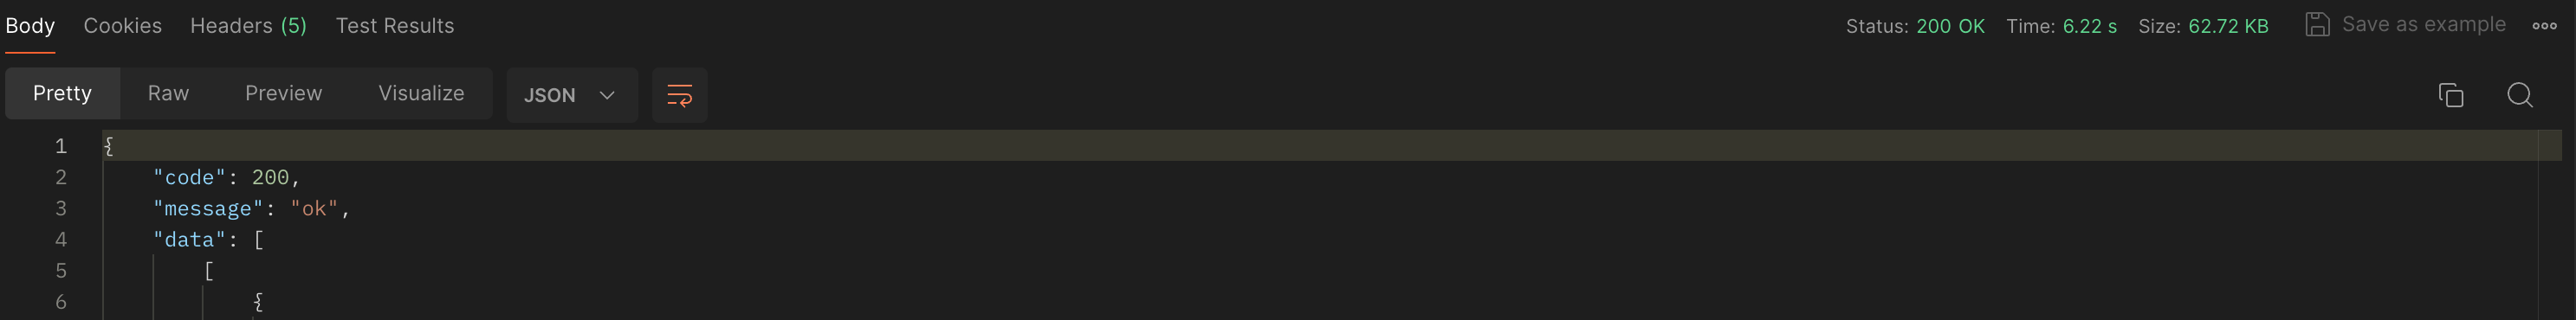 Body Cookies Headers (5) Test Results Status: 200 OK Time: 6.22 s Size: 62.72 KB Save as example
Pretty Raw Preview Visualize JSON
1 {
2 "code": 200,
3 "message": "ok",
4 "data": [
5 [
6 {